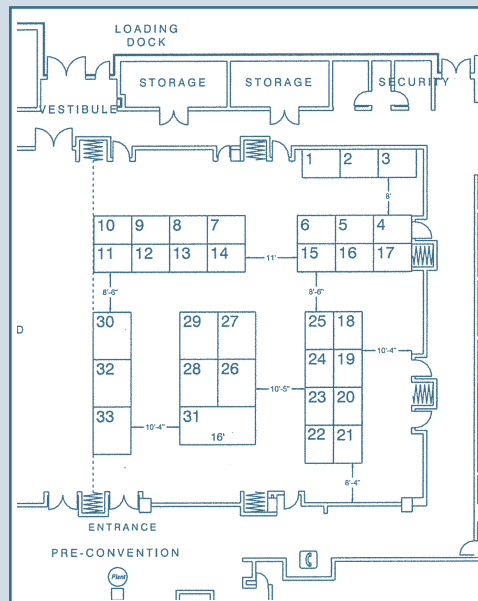 LOADING
DOCK
STORAGE
STORAGE
SECURITY
VESTIBULE
1 2 3
8'
10 9 8 7
6 5 4
11 12 13 14
11'
15 16 17
8'-6"
8'-6"
30
29 27
25 18
D
10'-4"
32
28 26
24 19
10'-5"
23 20
33
31
10'-4"
16'
22 21
8'-4"
ENTRANCE
PRE-CONVENTION
Plant